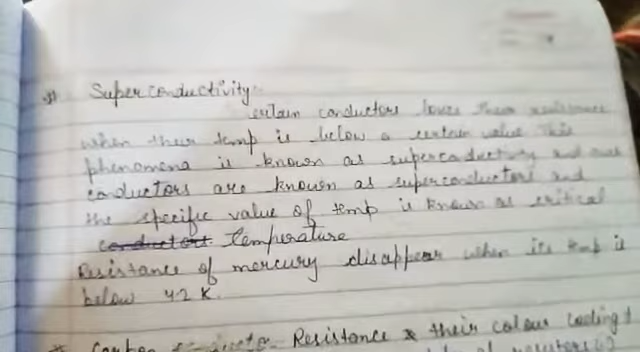 Superconductivity:
certain conductors loses their resistance
when their temp is below a certain value This
phenomena is known as superconductivity and such
conductors are known as superconductors and
the specific value of temp is known as critical
conductors temperature
Resistance of mercury disappear when its temp is
below 4.2 K.
Carbon Resistance & their colour coding